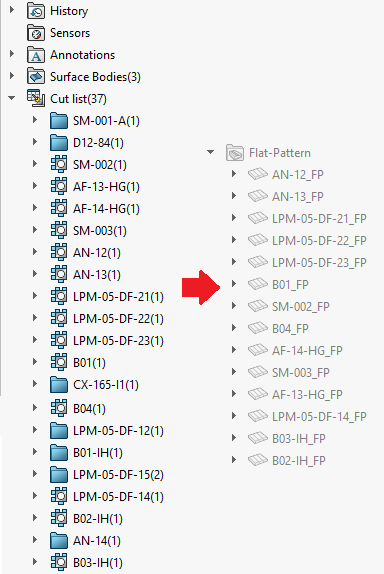 History
Sensors
Annotations
Surface Bodies(3)
Cut list(37)
SM-001-A(1)
D12-84(1)
SM-002(1)
AF-13-HG(1)
AF-14-HG(1)
SM-003(1)
AN-12(1)
AN-13(1)
LPM-05-DF-21(1)
LPM-05-DF-22(1)
LPM-05-DF-23(1)
B01(1)
CX-165-I1(1)
B04(1)
LPM-05-DF-12(1)
B01-IH(1)
LPM-05-DF-15(2)
LPM-05-DF-14(1)
B02-IH(1)
AN-14(1)
B03-IH(1)
Flat-Pattern
AN-12_FP
AN-13_FP
LPM-05-DF-21_FP
LPM-05-DF-22_FP
LPM-05-DF-23_FP
B01_FP
SM-002_FP
B04_FP
AF-14-HG_FP
SM-003_FP
AF-13-HG_FP
LPM-05-DF-14_FP
B03-IH_FP
B02-IH_FP